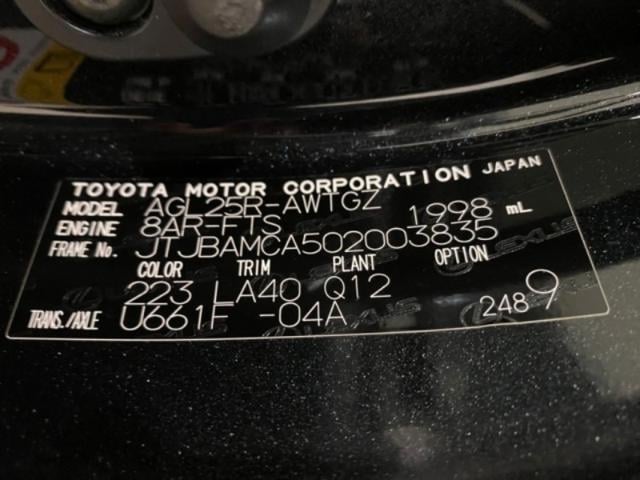 TOYOTA MOTOR CORPORATION JAPAN
MODEL AGL25R-AWTGZ
ENGINE 8AR-FTS 1998 mL
FRAME No. JTJBAMCA502003835
COLOR TRIM PLANT OPTION
223 LA40 Q12
TRANS./AXLE U661F -04A 2489
LEXUS